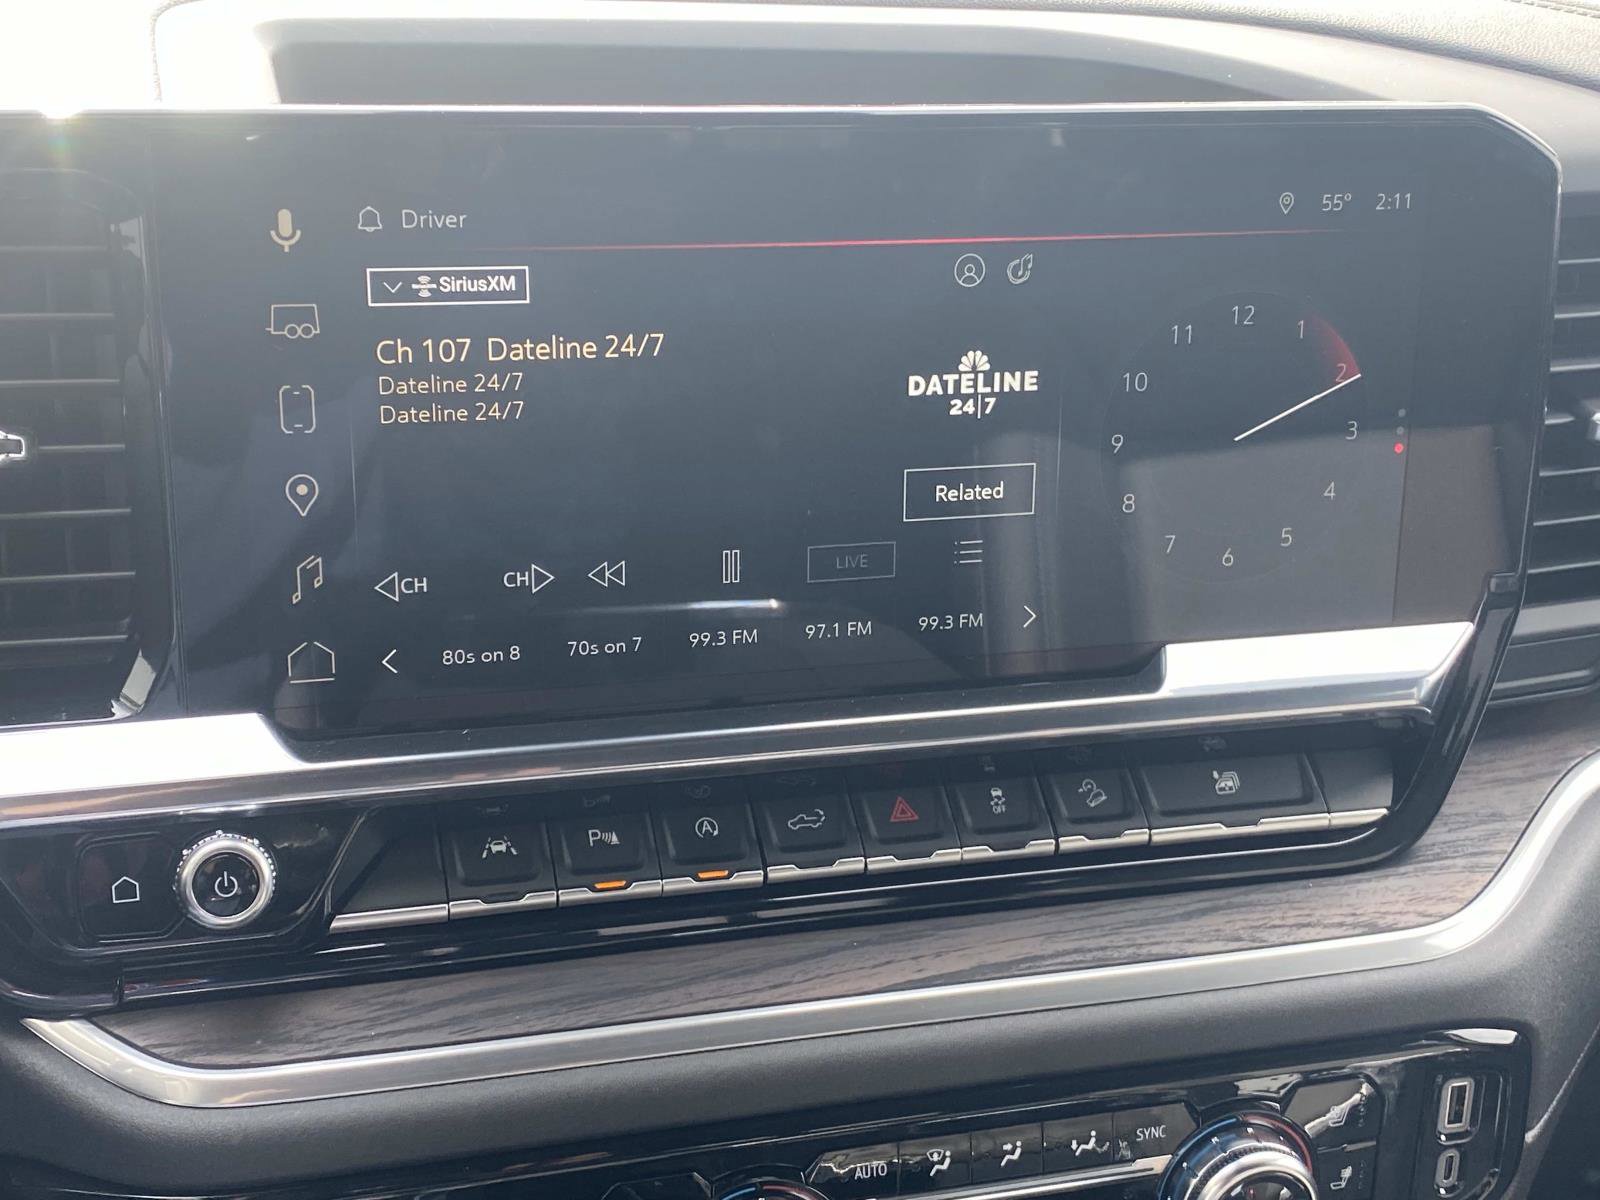 Driver
55° 2:11
SiriusXM
Ch 107 Dateline 24/7
Dateline 24/7
Dateline 24/7
DATELINE
24|7
Related
CH
CH
LIVE
80s on 8
70s on 7
99.3 FM
97.1 FM
99.3 FM
12
1
2
3
4
5
6
7
8
9
10
11
P
A
OFF
AUTO
SYNC